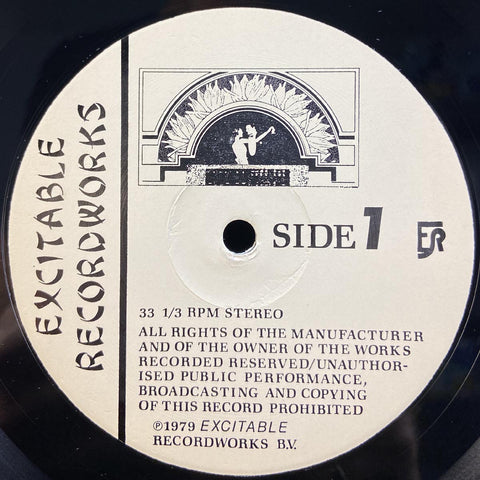 EXCITABLE
RECORDWORKS
SIDE 1
ER
33 1/3 RPM STEREO
ALL RIGHTS OF THE MANUFACTURER
AND OF THE OWNER OF THE WORKS
RECORDED RESERVED/UNAUTHOR-
ISED PUBLIC PERFORMANCE,
BROADCASTING AND COPYING
OF THIS RECORD PROHIBITED
℗1979 EXCITABLE
RECORDWORKS B.V.